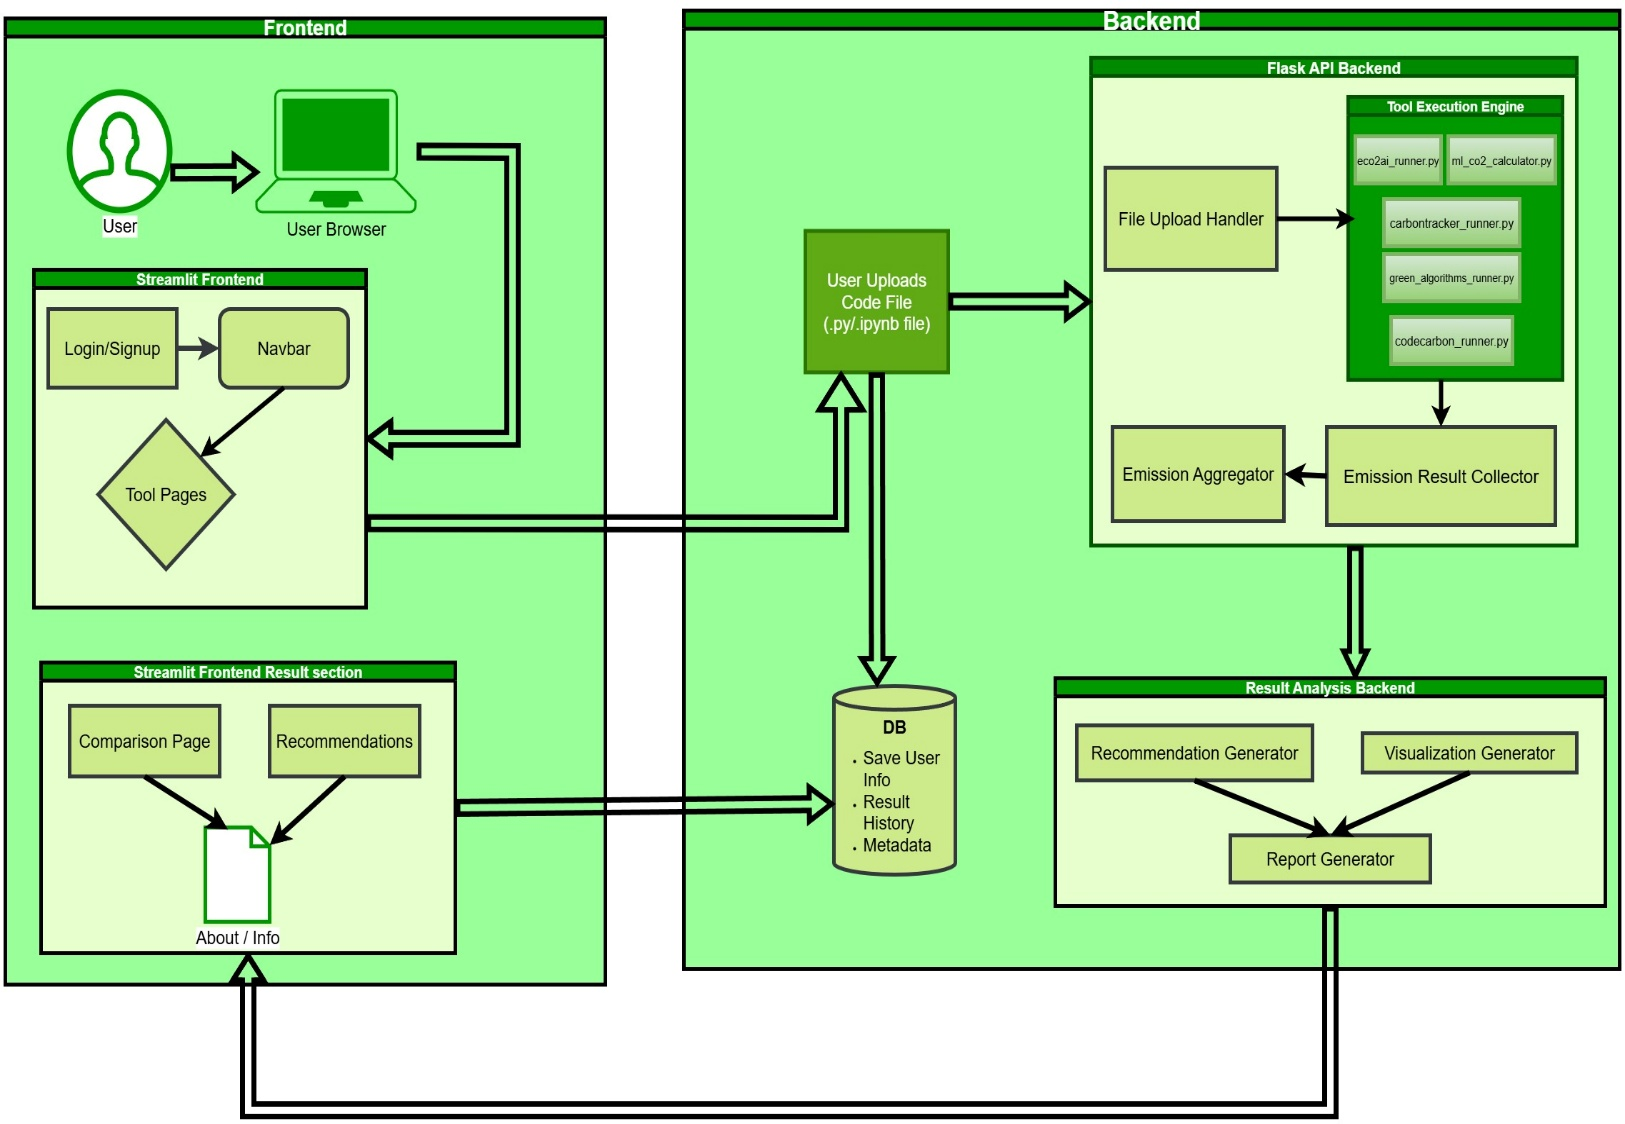 Frontend
User
User Browser
Streamlit Frontend
Login/Signup
Navbar
Tool Pages
Streamlit Frontend Result section
Comparison Page
Recommendations
About / Info
Backend
User Uploads
Code File
(.py/.ipynb file)
DB
• Save User
Info
• Result
History
• Metadata
Flask API Backend
File Upload Handler
Tool Execution Engine
eco2ai_runner.py
ml_co2_calculator.py
carbontracker_runner.py
green_algorithms_runner.py
codecarbon_runner.py
Emission Aggregator
Emission Result Collector
Result Analysis Backend
Recommendation Generator
Visualization Generator
Report Generator